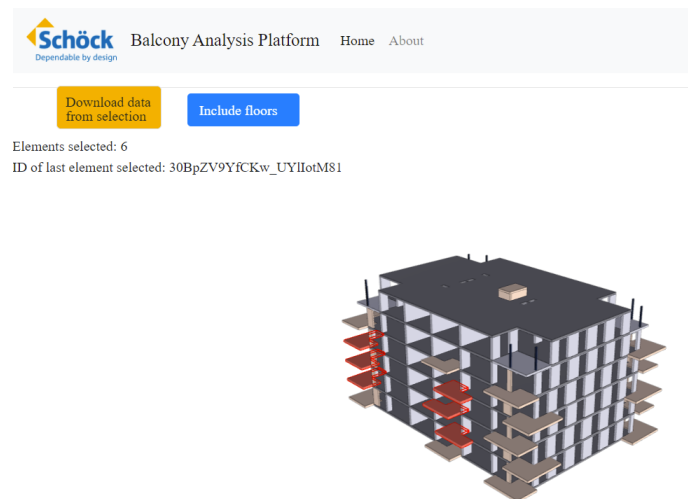 Schöck
Dependable by design
Balcony Analysis Platform Home About
Download data
from selection
Include floors
Elements selected: 6
ID of last element selected: 30BpZV9YfCKw_UYlIotM81